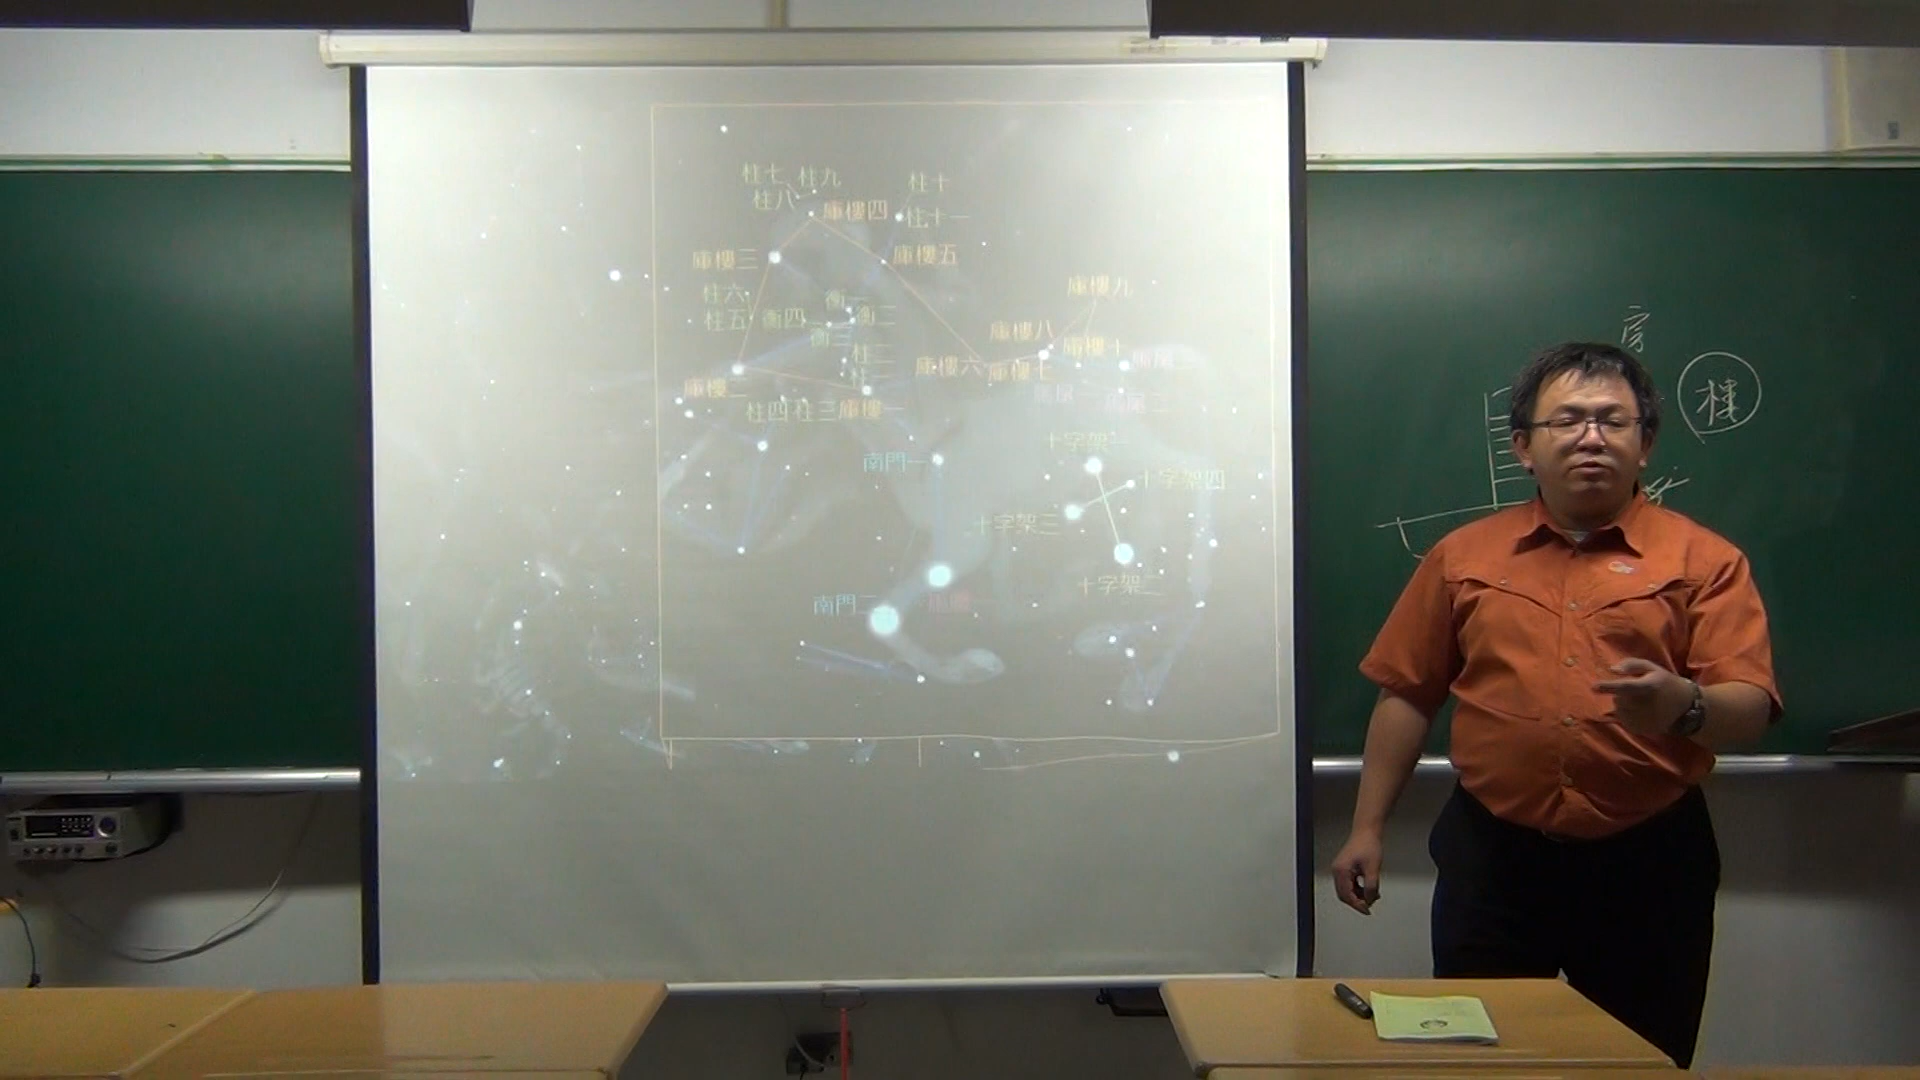 柱七 柱九
柱十
柱八
庫樓四
柱十一
庫樓三
庫樓五
庫樓九
柱六
衡一
柱五
衡四
衡二
衡三
庫樓八
庫樓十
柱二
庫樓六
庫樓七
庫樓二
馬尾二
柱四
柱三
庫樓一
十字架一
南門一
十字架四
十字架三
十字架二
南門二
樓